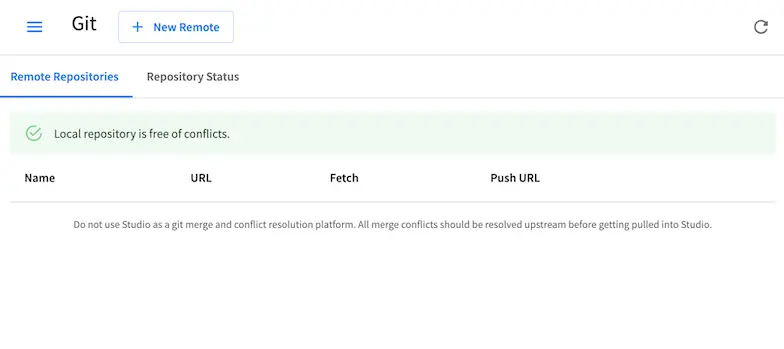 Git
New Remote
Remote Repositories
Repository Status
Local repository is free of conflicts.
Name URL Fetch Push URL
Do not use Studio as a git merge and conflict resolution platform. All merge conflicts should be resolved upstream before getting pulled into Studio.